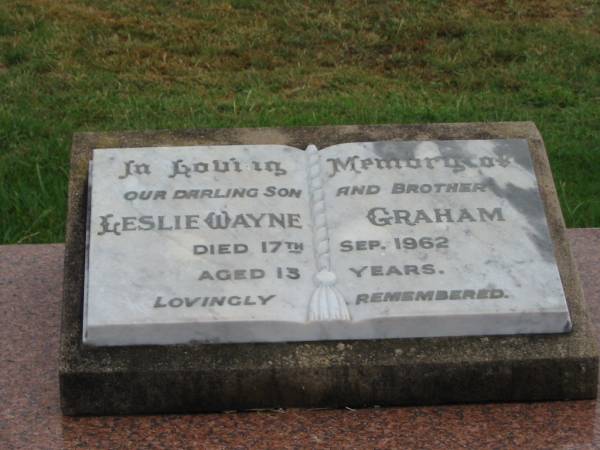 In Loving Memory of
OUR DARLING SON AND BROTHER
LESLIE WAYNE GRAHAM
DIED 17TH SEP. 1962
AGED 13 YEARS.
LOVINGLY REMEMBERED.